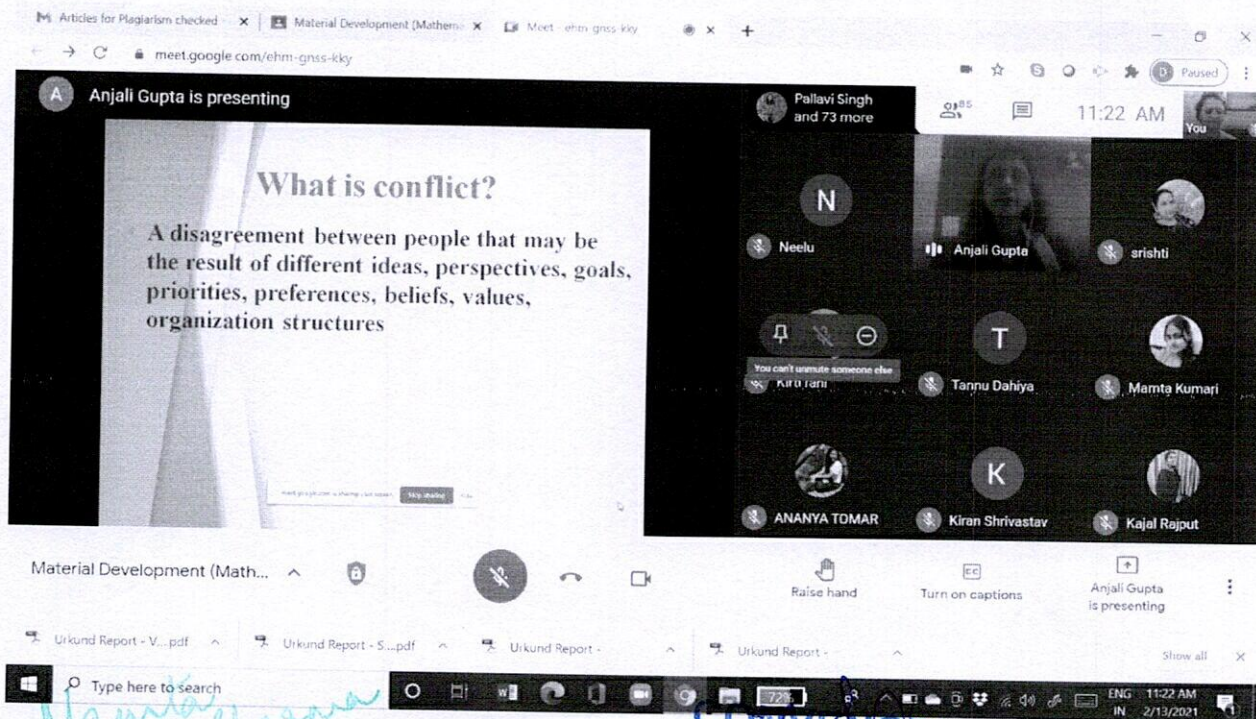 Articles for Plagiarism checked
Material Development (Mathem
Meet - ehm-gnss-kky
meet.google.com/ehm-gnss-kky
Paused
A
Anjali Gupta is presenting
Pallavi Singh
and 73 more
85
11:22 AM
You
What is conflict?
A disagreement between people that may be
the result of different ideas, perspectives, goals,
priorities, preferences, beliefs, values,
organization structures
Stop sharing
N
Neelu
Anjali Gupta
srishti
You can't unmute someone else
Kirti rani
T
Tannu Dahiya
Mamta Kumari
ANANYA TOMAR
K
Kiran Shrivastav
Kajal Rajput
Material Development (Math...
Raise hand
CC
Turn on captions
Anjali Gupta
is presenting
Urkund Report - V....pdf
Urkund Report - S....pdf
Urkund Report -
Urkund Report -
Show all
Type here to search
72%
ENG
IN
11:22 AM
2/13/2021